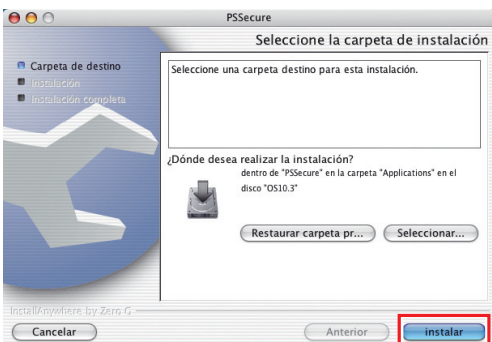 PSSecure
Seleccione la carpeta de instalación
Carpeta de destino
Instalación
Instalación completa
Seleccione una carpeta destino para esta instalación.
¿Dónde desea realizar la instalación?
dentro de "PSSecure" en la carpeta "Applications" en el
disco "OS10.3"
Restaurar carpeta pr...
Seleccionar...
InstallAnywhere by Zero G
Cancelar
Anterior
instalar